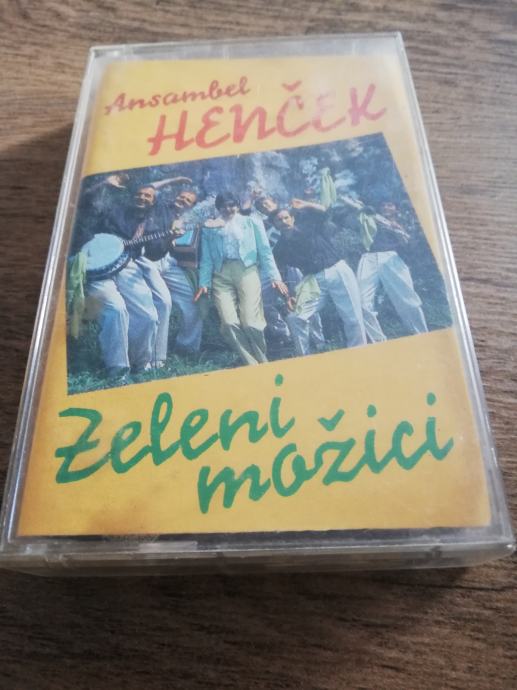 Ansambel
HENČEK
Zeleni
možici